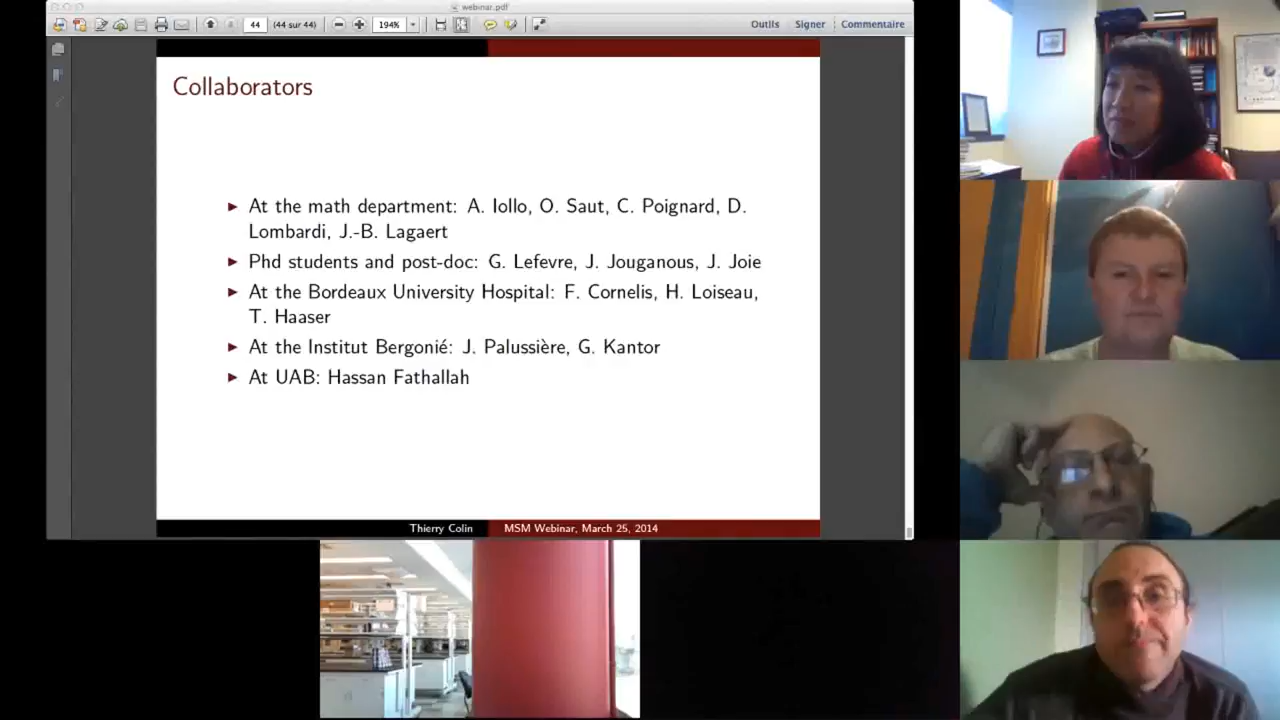 webinar.pdf
44 (44 sur 44) 194% Outils Signer Commentaire
Collaborators
► At the math department: A. Iollo, O. Saut, C. Poignard, D.
Lombardi, J.-B. Lagaert
► Phd students and post-doc: G. Lefevre, J. Jouganous, J. Joie
► At the Bordeaux University Hospital: F. Cornelis, H. Loiseau,
T. Haaser
► At the Institut Bergonié: J. Palussière, G. Kantor
► At UAB: Hassan Fathallah
Thierry Colin MSM Webinar, March 25, 2014